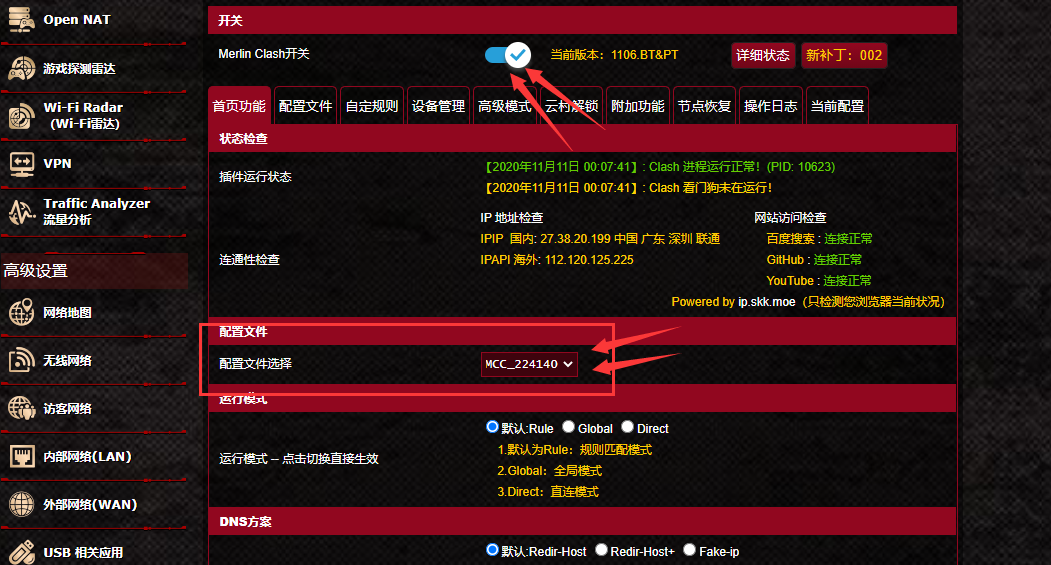 Open NAT
游戏探测雷达
Wi-Fi Radar
(Wi-Fi雷达)
VPN
Traffic Analyzer
流量分析
高级设置
网络地图
无线网络
访客网络
内部网络(LAN)
外部网络(WAN)
USB 相关应用
开关
Merlin Clash开关
当前版本：1106.BT&PT
详细状态
新补丁：002
首页功能 配置文件 自定规则 设备管理 高级模式 云村解锁 附加功能 节点恢复 操作日志 当前配置
状态检查
插件运行状态
【2020年11月11日 00:07:41】: Clash 进程运行正常！(PID: 10623)
【2020年11月11日 00:07:41】: Clash 看门狗未在运行！
连通性检查
IP 地址检查
IPIP 国内: 27.38.20.199 中国 广东 深圳 联通
IPAPI 海外: 112.120.125.225
网站访问检查
百度搜索 : 连接正常
GitHub : 连接正常
YouTube : 连接正常
Powered by ip.skk.moe（只检测您浏览器当前状况）
配置文件
配置文件选择
MCC_224140
运行模式
运行模式 -- 点击切换直接生效
默认:Rule Global Direct
1.默认为Rule：规则匹配模式
2.Global：全局模式
3.Direct：直连模式
DNS方案
默认:Redir-Host Redir-Host+ Fake-ip